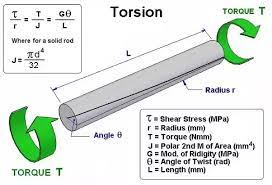 Torsion
τ/r = T/J = Gθ/L
Where for a solid rod
J = πd⁴/32
TORQUE T
L
Radius r
Angle θ
TORQUE T
τ = Shear Stress (MPa)
r = Radius (mm)
T = Torque (Nmm)
J = Polar 2nd M of Area (mm⁴)
G = Mod. of Ridigity (MPa)
θ = Angle of Twist (rad)
L = Length (mm)